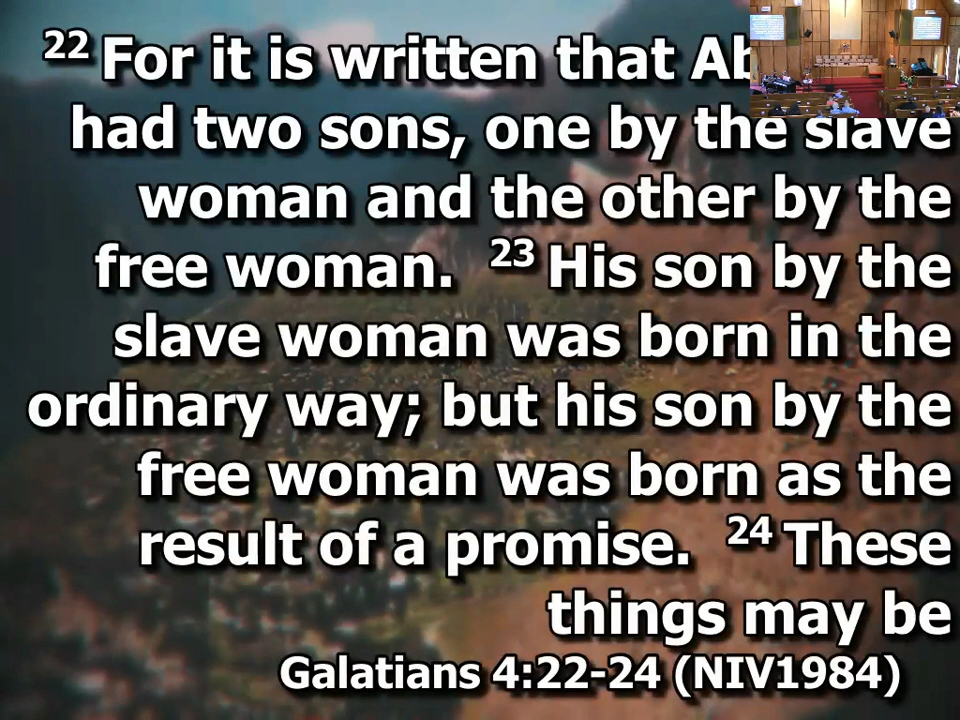 22 For it is written that
had two sons, one by the slave
woman and the other by the
free woman. 23 His son by the
slave woman was born in the
ordinary way; but his son by the
free woman was born as the
result of a promise. 24 These
things may be
Galatians 4:22-24 (NIV1984)